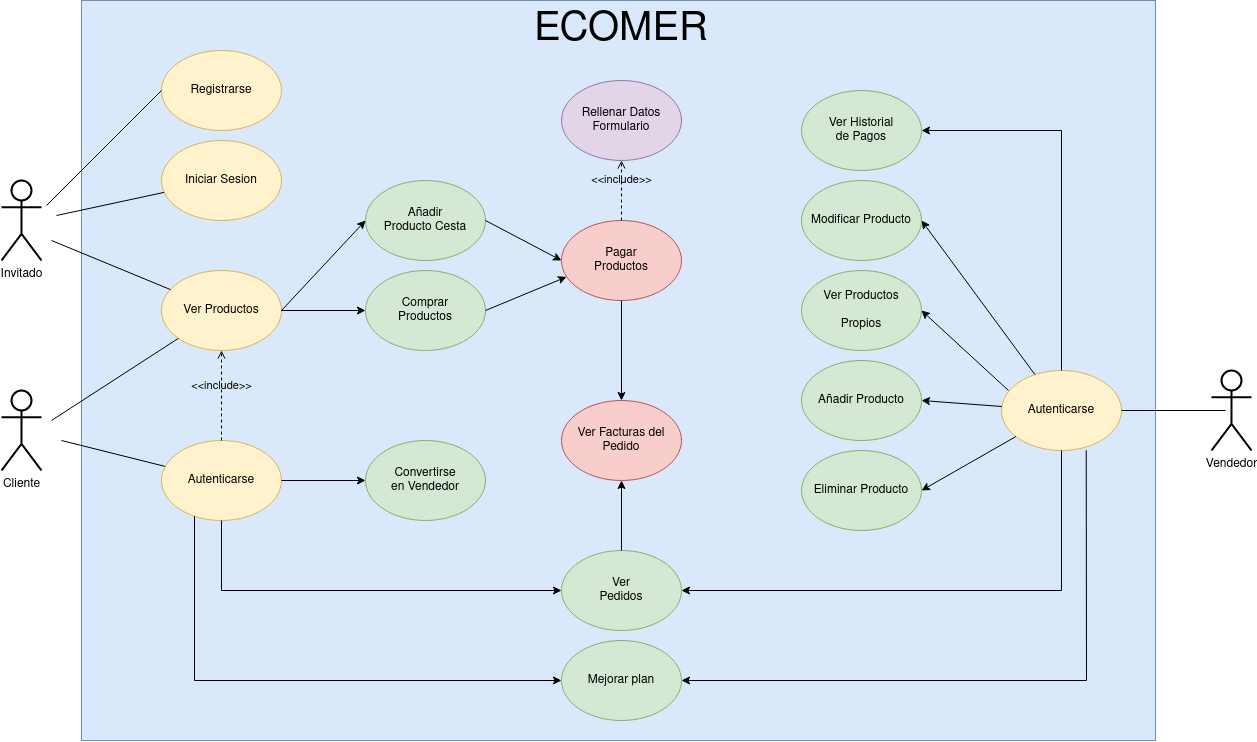 ECOMER
Registrarse
Iniciar Sesion
Invitado
Ver Productos
<<include>>
Cliente
Autenticarse
Añadir
Producto Cesta
Comprar
Productos
Convertirse
en Vendedor
Rellenar Datos
Formulario
<<include>>
Pagar
Productos
Ver Facturas del
Pedido
Ver
Pedidos
Mejorar plan
Ver Historial
de Pagos
Modificar Producto
Ver Productos
Propios
Añadir Producto
Eliminar Producto
Autenticarse
Vendedor